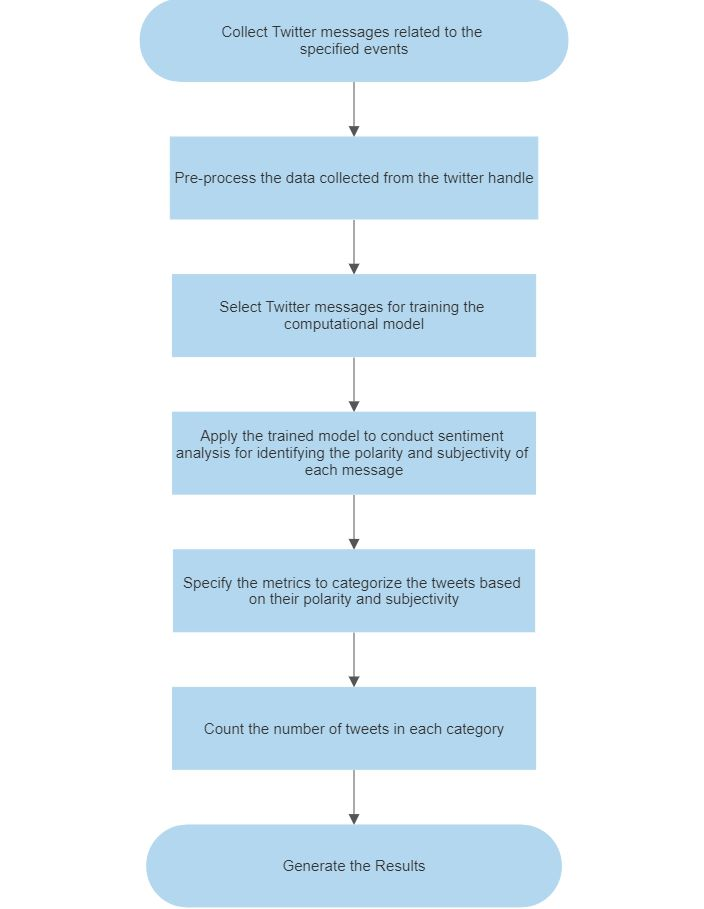 Collect Twitter messages related to the
specified events
Pre-process the data collected from the twitter handle
Select Twitter messages for training the
computational model
Apply the trained model to conduct sentiment
analysis for identifying the polarity and subjectivity of
each message
Specify the metrics to categorize the tweets based
on their polarity and subjectivity
Count the number of tweets in each category
Generate the Results